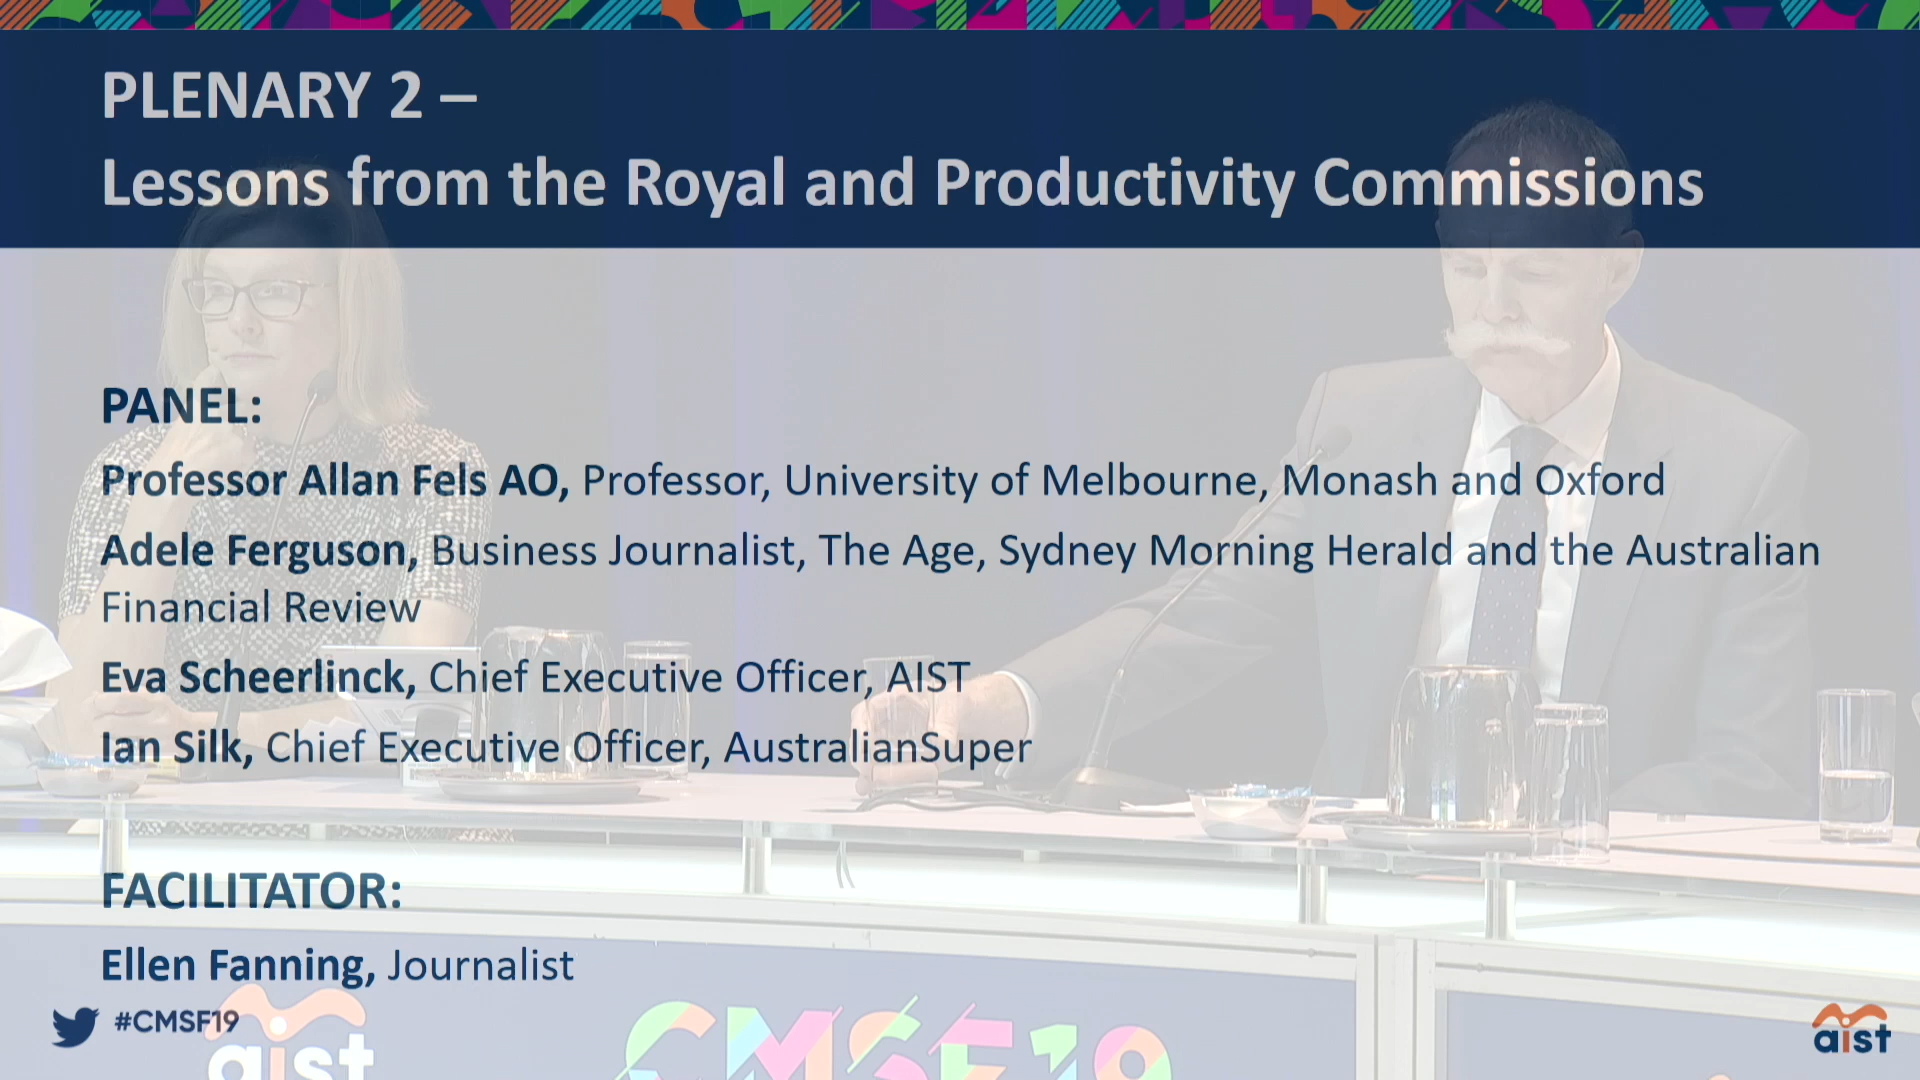 PLENARY 2 –
Lessons from the Royal and Productivity Commissions
PANEL:
Professor Allan Fels AO, Professor, University of Melbourne, Monash and Oxford
Adele Ferguson, Business Journalist, The Age, Sydney Morning Herald and the Australian
Financial Review
Eva Scheerlinck, Chief Executive Officer, AIST
Ian Silk, Chief Executive Officer, AustralianSuper
FACILITATOR:
Ellen Fanning, Journalist
#CMSF19
aist
CMSF19
aist